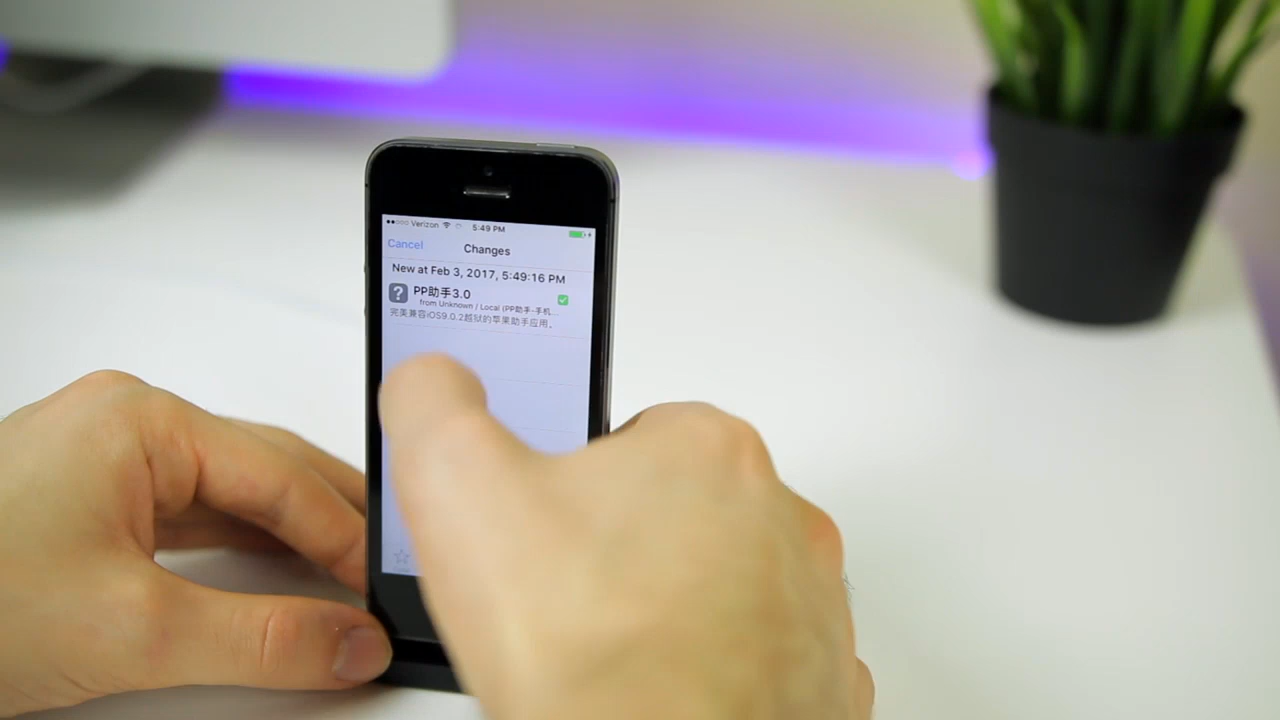 Verizon 5:49 PM
Cancel Changes
New at Feb 3, 2017, 5:49:16 PM
PP助手3.0
from Unknown / Local (PP助手-手机...
完美兼容iOS9.0.2越狱的苹果助手应用。